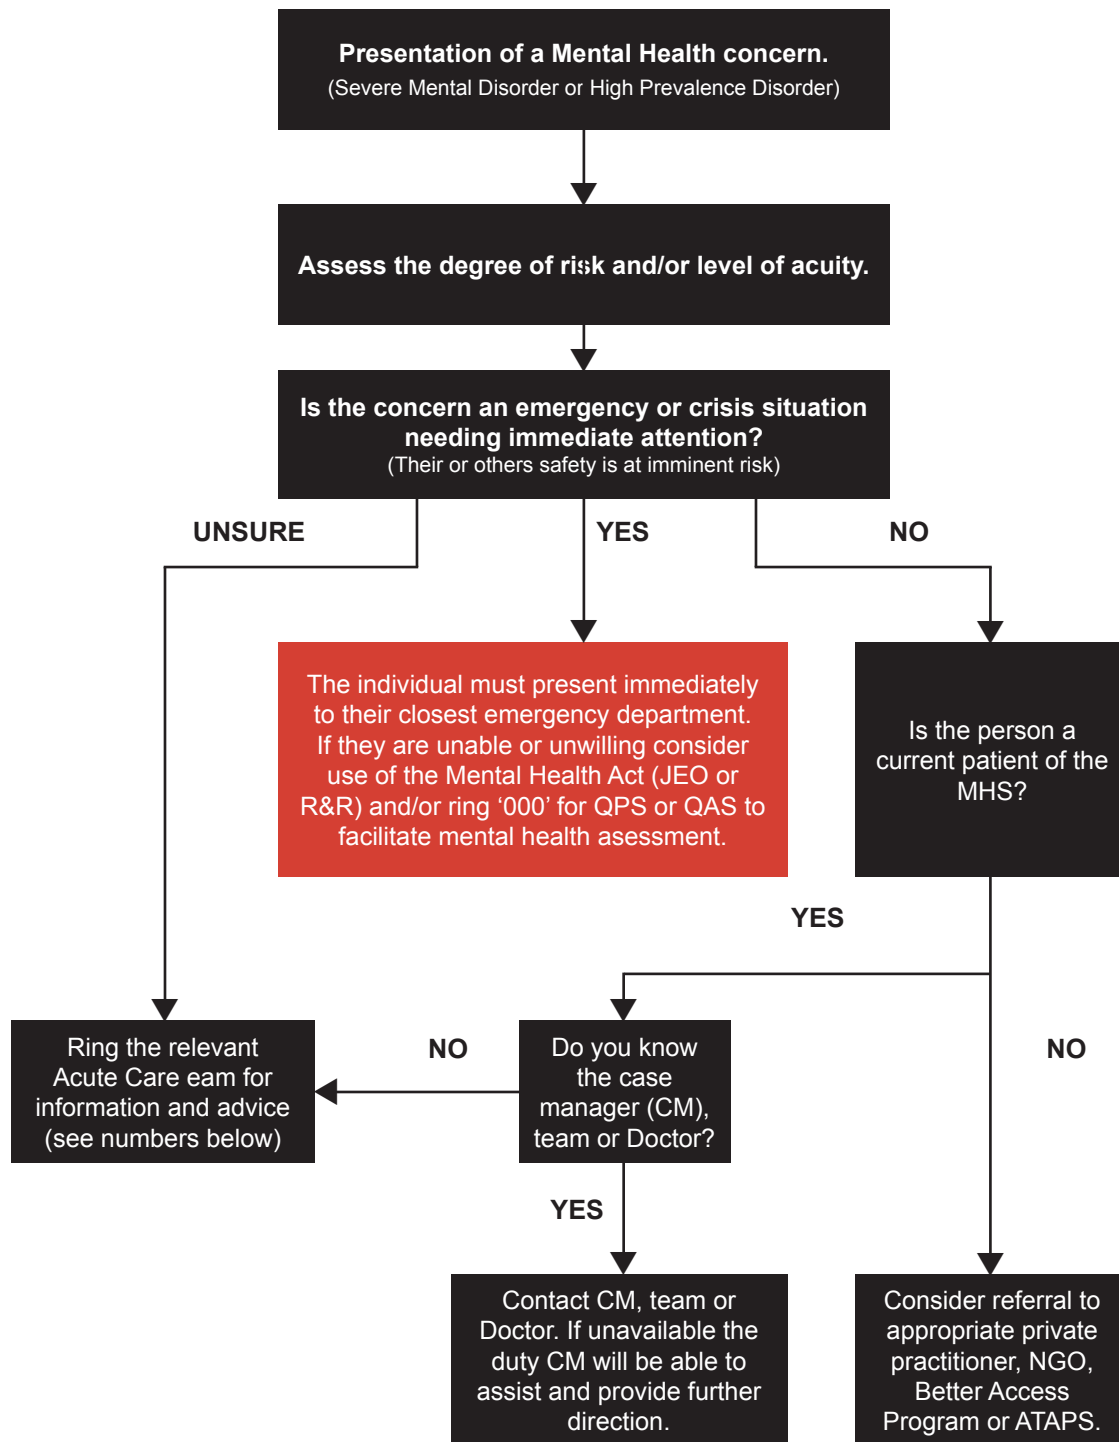 Presentation of a Mental Health concern.
(Severe Mental Disorder or High Prevalence Disorder)
Assess the degree of risk and/or level of acuity.
Is the concern an emergency or crisis situation
needing immediate attention?
(Their or others safety is at imminent risk)
UNSURE
YES
NO
The individual must present immediately
to their closest emergency department.
If they are unable or unwilling consider
use of the Mental Health Act (JEO or
R&R) and/or ring ‘000’ for QPS or QAS to
facilitate mental health asessment.
Is the person a
current patient of the
MHS?
YES
NO
Ring the relevant
Acute Care eam for
information and advice
(see numbers below)
NO
Do you know
the case
manager (CM),
team or Doctor?
YES
Contact CM, team or
Doctor. If unavailable the
duty CM will be able to
assist and provide further
direction.
Consider referral to
appropriate private
practitioner, NGO,
Better Access
Program or ATAPS.